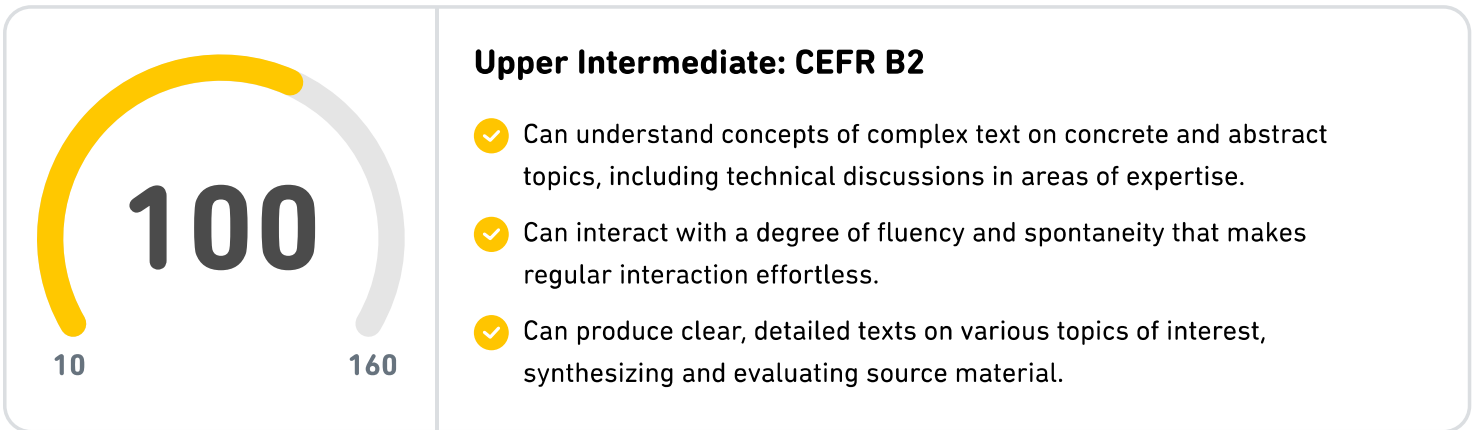 100
10
160
Upper Intermediate: CEFR B2
Can understand concepts of complex text on concrete and abstract
topics, including technical discussions in areas of expertise.
Can interact with a degree of fluency and spontaneity that makes
regular interaction effortless.
Can produce clear, detailed texts on various topics of interest,
synthesizing and evaluating source material.